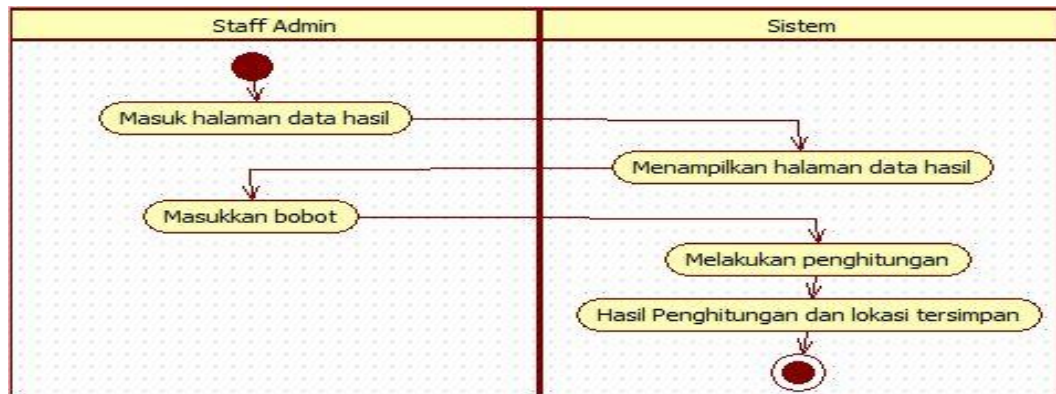 Staff Admin
Sistem
Masuk halaman data hasil
Menampilkan halaman data hasil
Masukkan bobot
Melakukan penghitungan
Hasil Penghitungan dan lokasi tersimpan